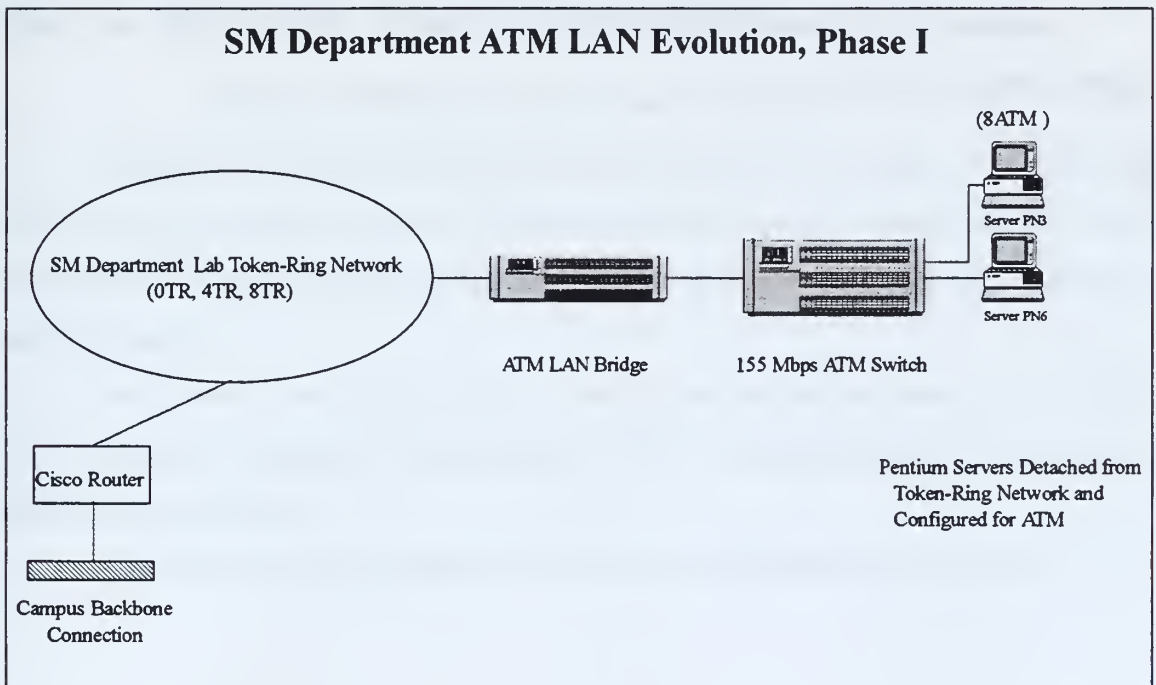 SM Department ATM LAN Evolution, Phase I
(8ATM )
Server PN3
SM Department Lab Token-Ring Network
(0TR, 4TR, 8TR)
Server PN6
ATM LAN Bridge
155 Mbps ATM Switch
Cisco Router
Pentium Servers Detached from
Token-Ring Network and
Configured for ATM
Campus Backbone
Connection